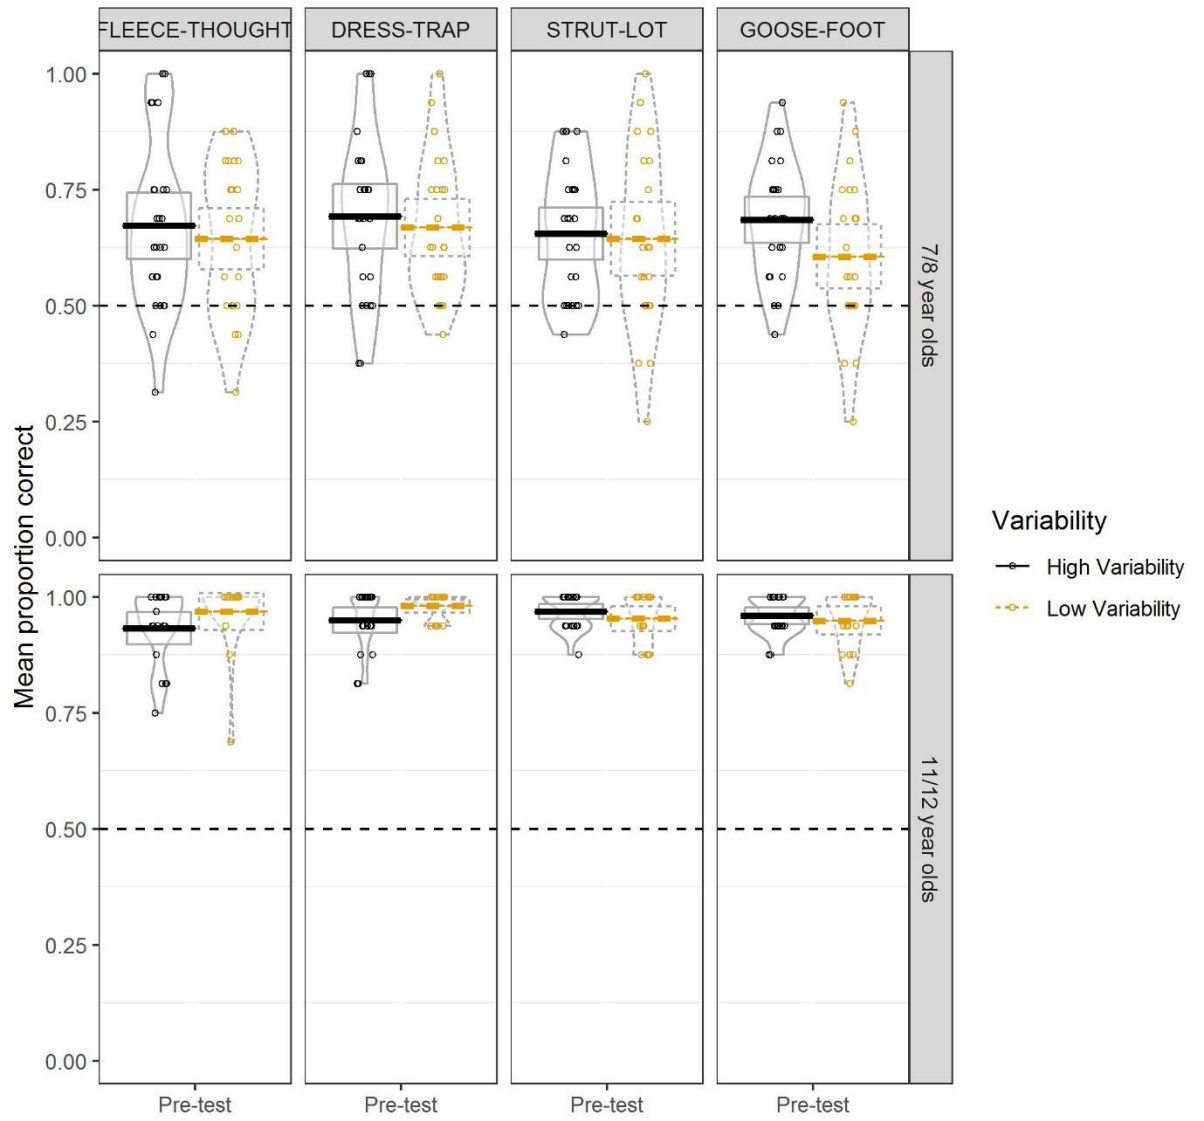 FLEECE-THOUGHT DRESS-TRAP STRUT-LOT GOOSE-FOOT
Mean proportion correct
1.00
0.75
0.50
0.25
0.00
7/8 year olds
1.00
0.75
0.50
0.25
0.00
11/12 year olds
Pre-test Pre-test Pre-test Pre-test
Variability
High Variability
Low Variability